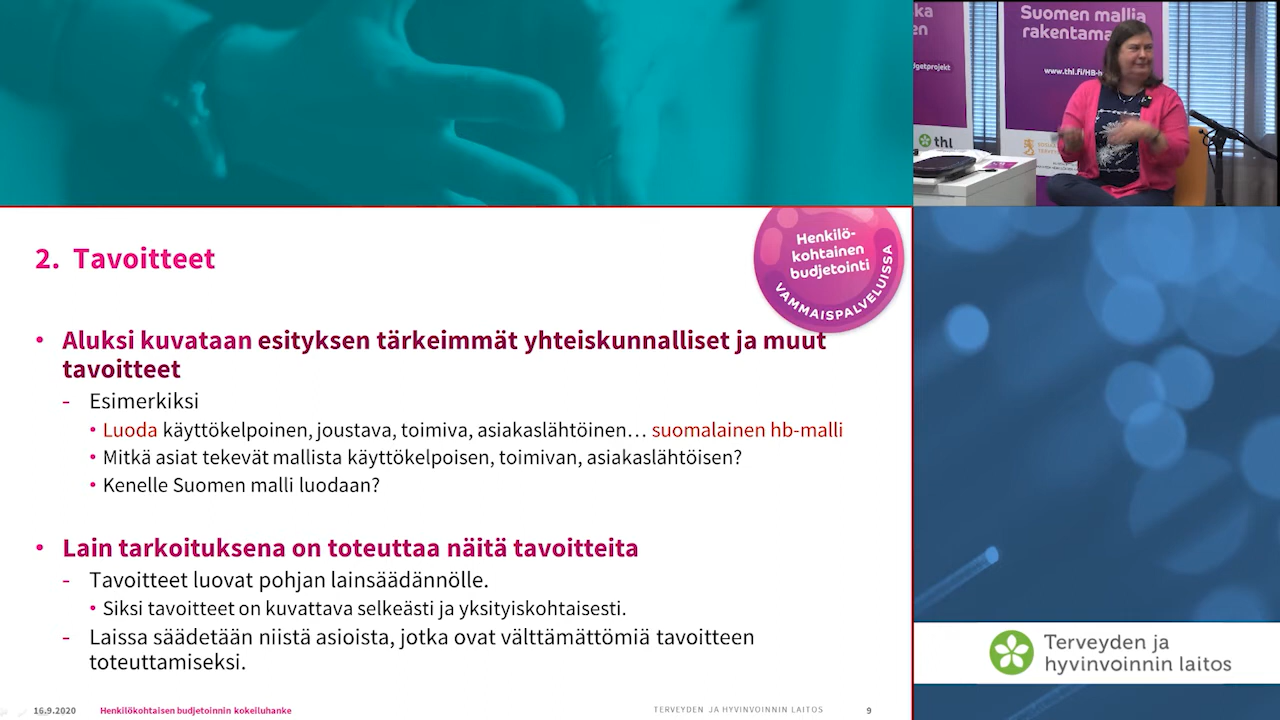 ka
en
dgetprojekt
thl
Suomen mallia
rakentama
www.thl.fi/HB-h
2. Tavoitteet
Henkilö-
kohtainen
budjetointi
VAMMAISPALVELUISSA
• Aluksi kuvataan esityksen tärkeimmät yhteiskunnalliset ja muut
tavoitteet
- Esimerkiksi
• Luoda käyttökelpoinen, joustava, toimiva, asiakaslähtöinen… suomalainen hb-malli
• Mitkä asiat tekevät mallista käyttökelpoisen, toimivan, asiakaslähtöisen?
• Kenelle Suomen malli luodaan?
• Lain tarkoituksena on toteuttaa näitä tavoitteita
- Tavoitteet luovat pohjan lainsäädännölle.
• Siksi tavoitteet on kuvattava selkeästi ja yksityiskohtaisesti.
- Laissa säädetään niistä asioista, jotka ovat välttämättömiä tavoitteen
toteuttamiseksi.
Terveyden ja
hyvinvoinnin laitos
16.9.2020 Henkilökohtaisen budjetoinnin kokeiluhanke TERVEYDEN JA HYVINVOINNIN LAITOS 9